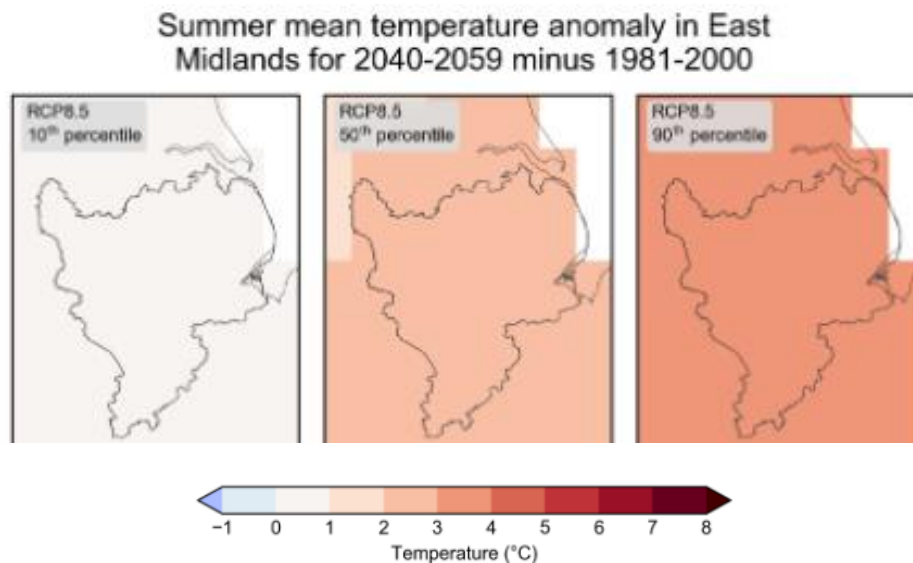 Summer mean temperature anomaly in East
Midlands for 2040-2059 minus 1981-2000
RCP8.5
10th percentile
RCP8.5
50th percentile
RCP8.5
90th percentile
−1 0 1 2 3 4 5 6 7 8
Temperature (°C)